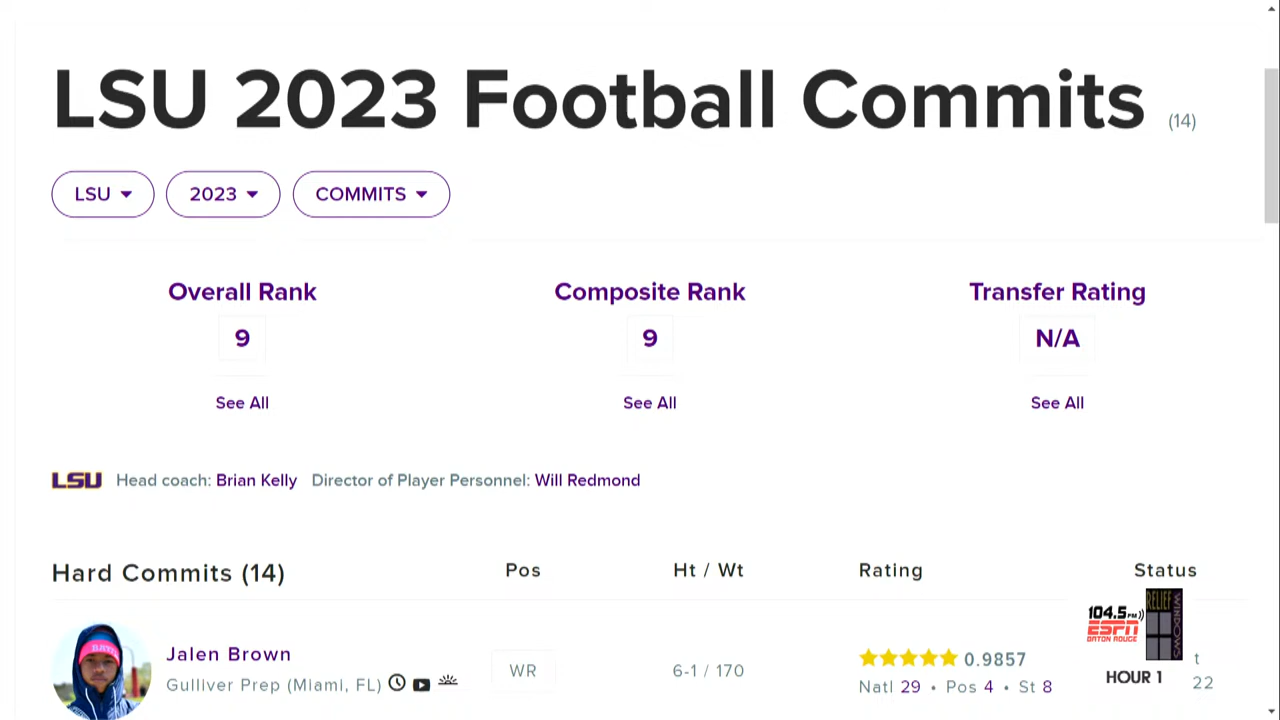 LSU 2023 Football Commits (14)
LSU 2023 COMMITS
Overall Rank Composite Rank Transfer Rating
9 9 N/A
See All See All See All
LSU Head coach: Brian Kelly Director of Player Personnel: Will Redmond
Hard Commits (14) Pos Ht / Wt Rating Status
Jalen Brown
Gulliver Prep (Miami, FL)
WR
6-1 / 170
0.9857
Natl 29 • Pos 4 • St 8
t
22
104.5 FM
ESPN
BATON ROUGE
RELIEF
WINDOWS
HOUR 1